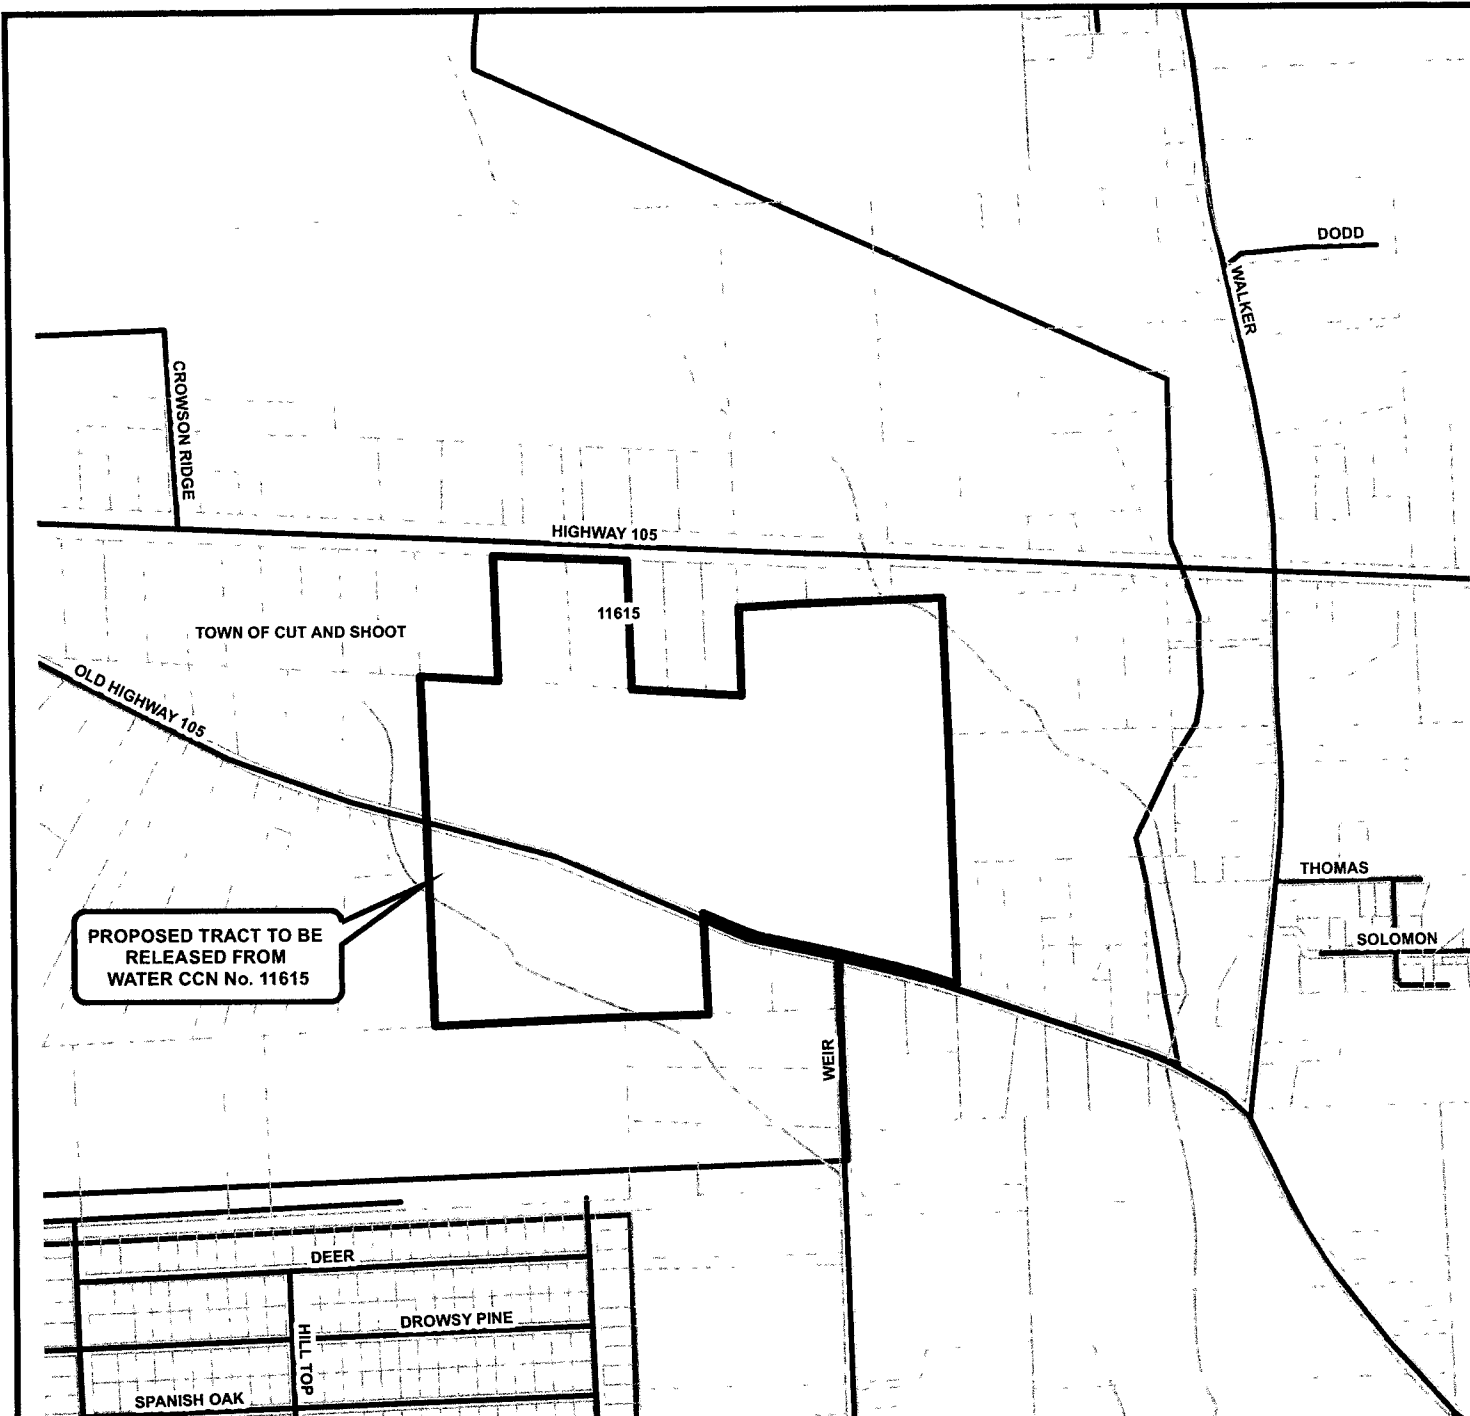 DODD
WALKER
CROWSON RIDGE
HIGHWAY 105
11615
TOWN OF CUT AND SHOOT
OLD HIGHWAY 105
THOMAS
PROPOSED TRACT TO BE
RELEASED FROM
WATER CCN No. 11615
SOLOMON
WEIR
DEER
DROWSY PINE
HILL TOP
SPANISH OAK